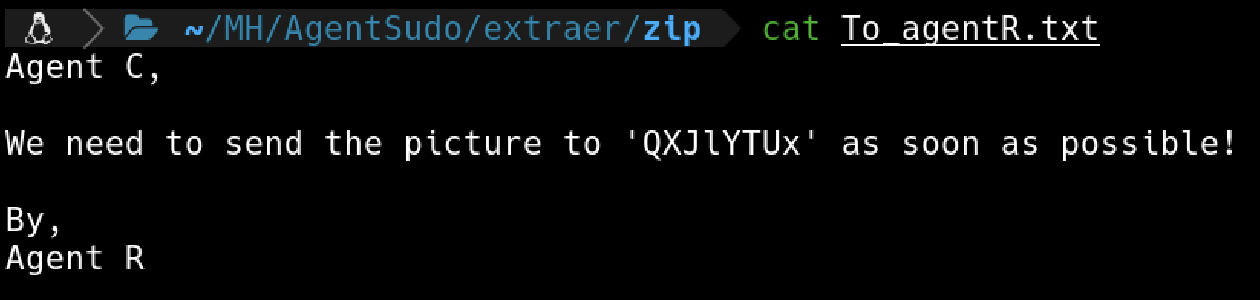 ~/MH/AgentSudo/extraer/zip cat To_agentR.txt
Agent C,
We need to send the picture to 'QXJlYTUx' as soon as possible!
By,
Agent R